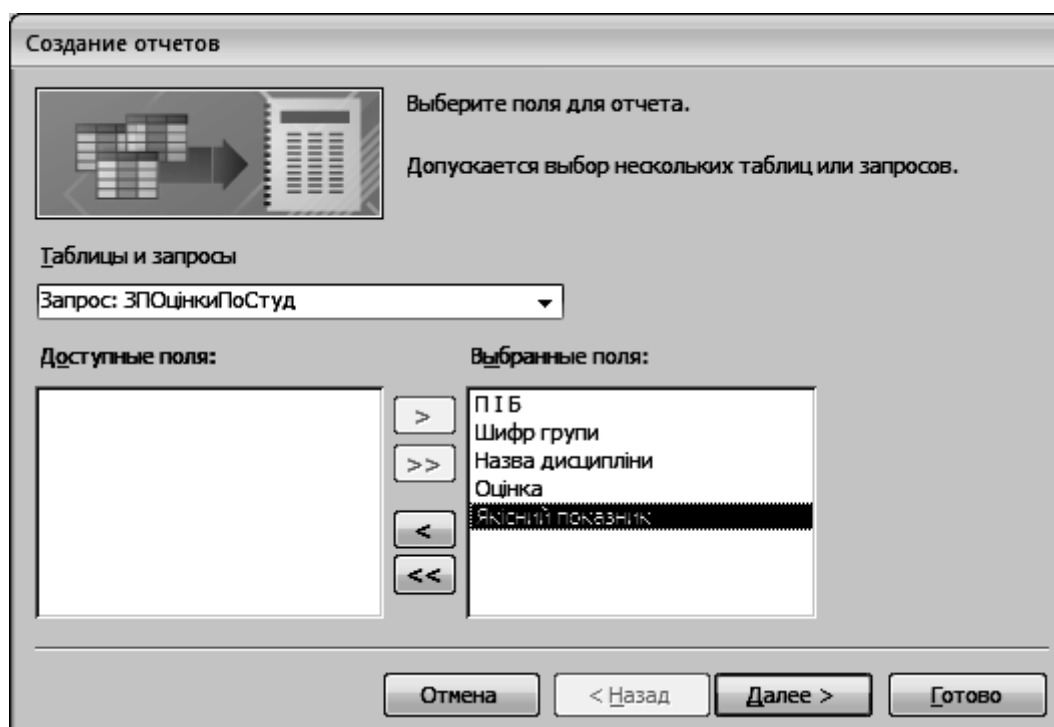 Создание отчетов
Выберите поля для отчета.
Допускается выбор нескольких таблиц или запросов.
Таблицы и запросы
Запрос: ЗПОцінкиПоСтуд
Доступные поля:
Выбранные поля:
>
>>
<
<<
П І Б
Шифр групи
Назва дисципліни
Оцінка
Якісний показник
Отмена
< Назад
Далее >
Готово